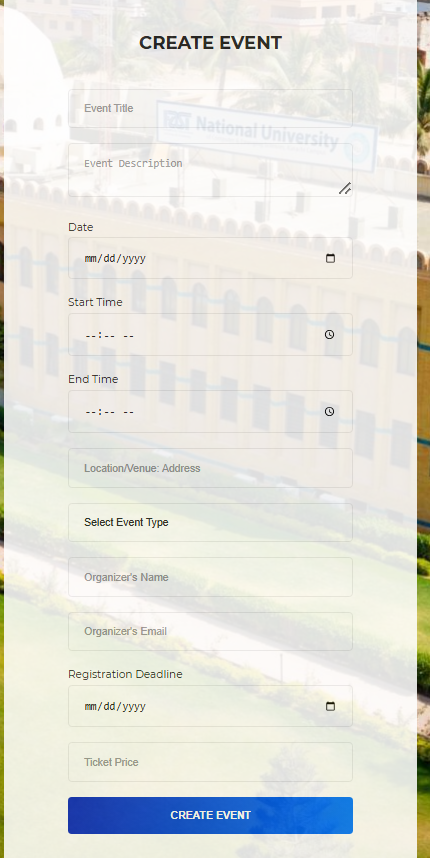 CREATE EVENT
Event Title
National University
Event Description
Date
mm/dd/yyyy
Start Time
--:-- --
End Time
--:-- --
Location/Venue: Address
Select Event Type
Organizer's Name
Organizer's Email
Registration Deadline
mm/dd/yyyy
Ticket Price
CREATE EVENT